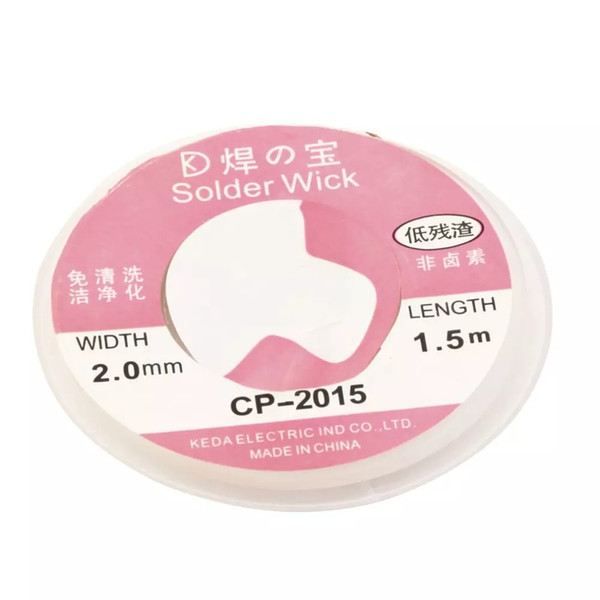 焊の宝
Solder Wick
低残渣
非卤素
免清洗
洁净化
WIDTH
2.0mm
LENGTH
1.5m
CP-2015
KEDA ELECTRIC IND CO.,LTD.
MADE IN CHINA